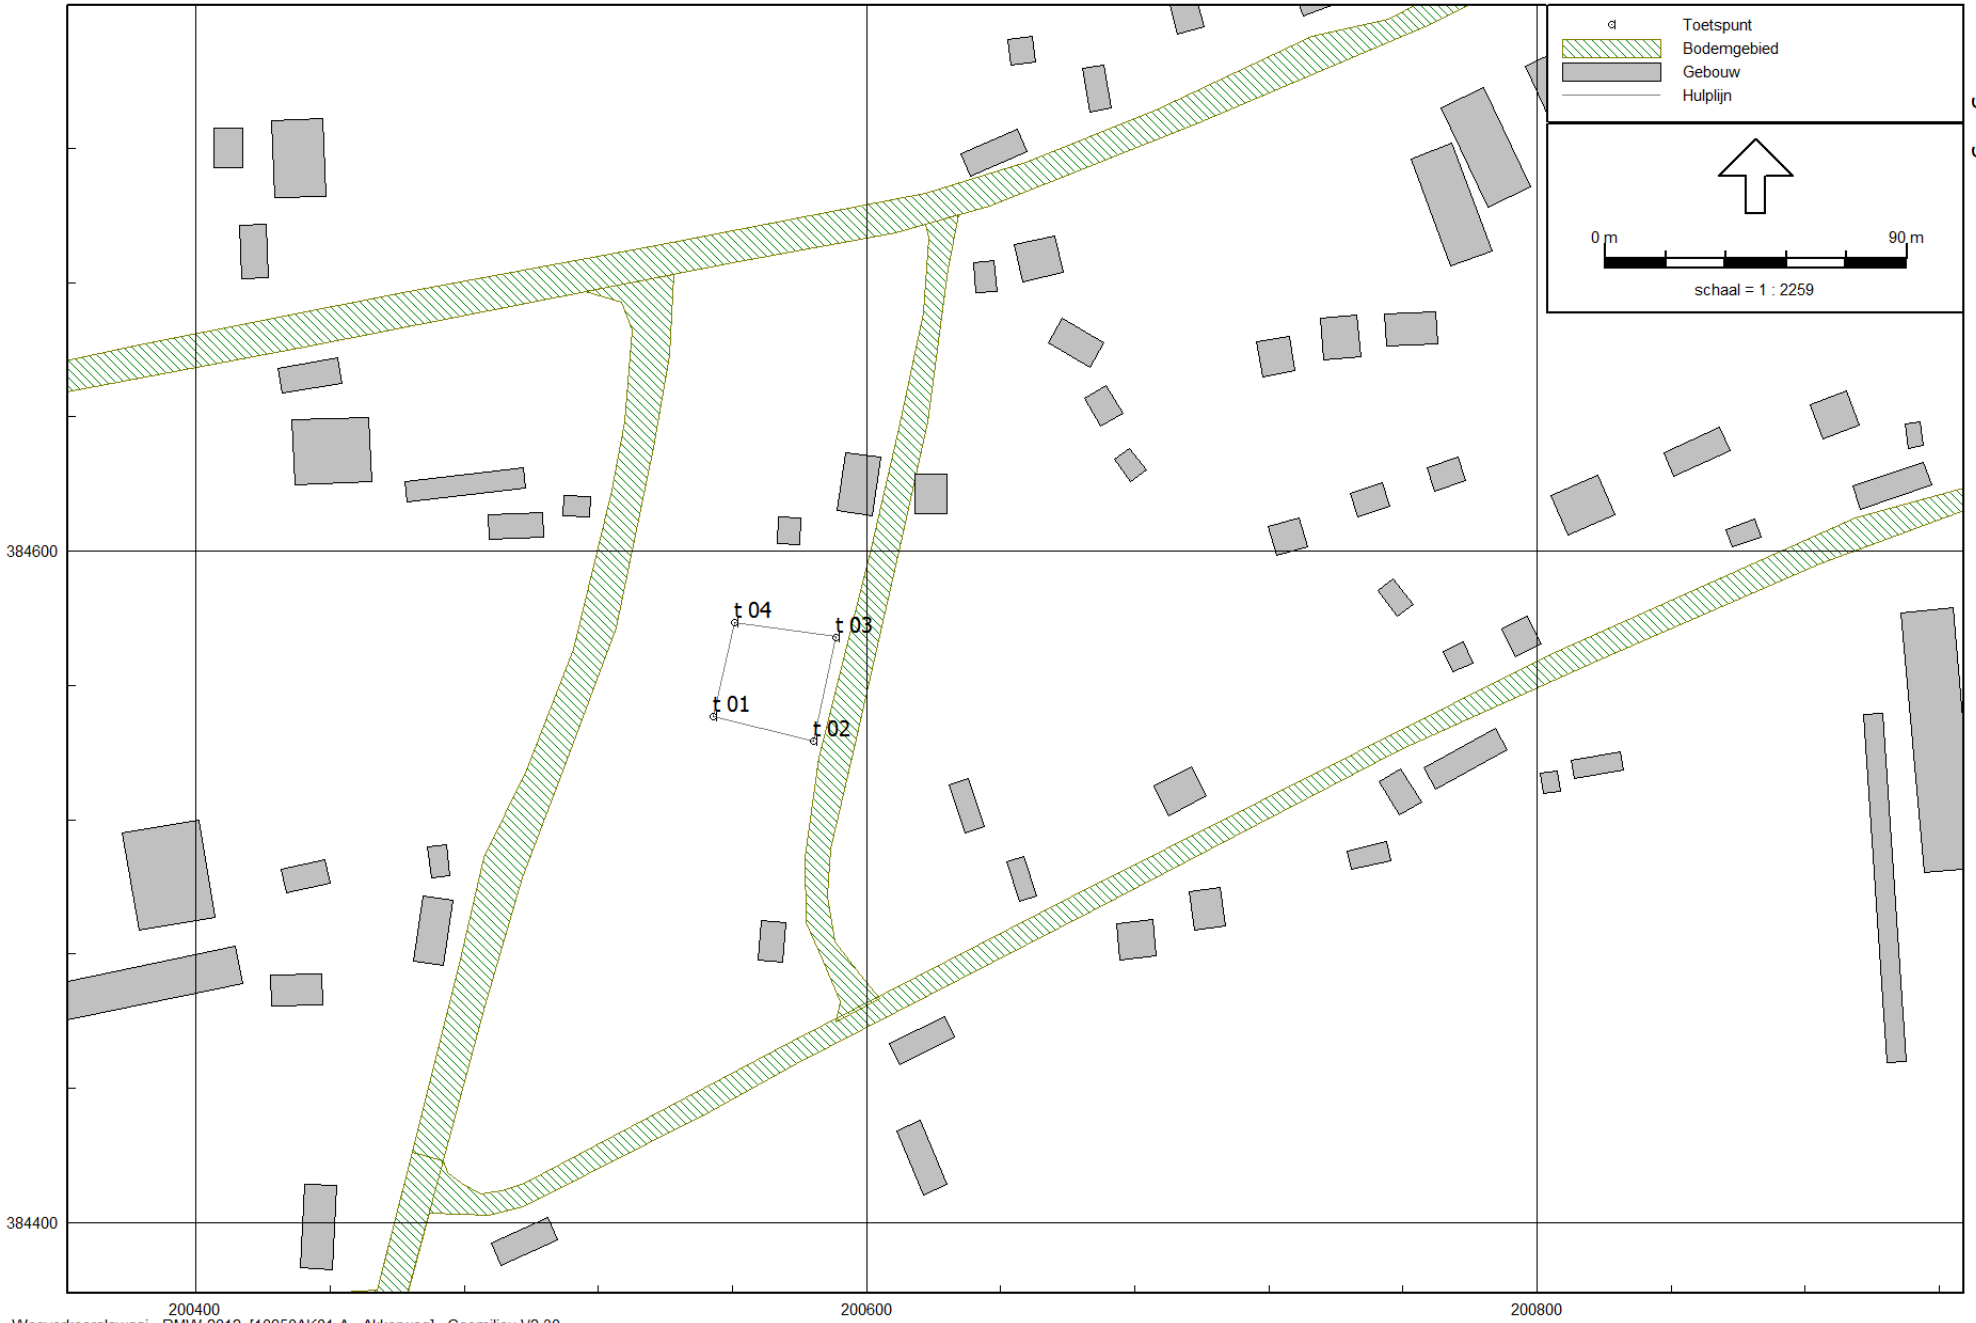 Toetspunt
Bodemgebied
Gebouw
Hulplijn
0 m 90 m
schaal = 1 : 2259
384600
t 04
t 03
t 01
t 02
384400
200400 200600 200800